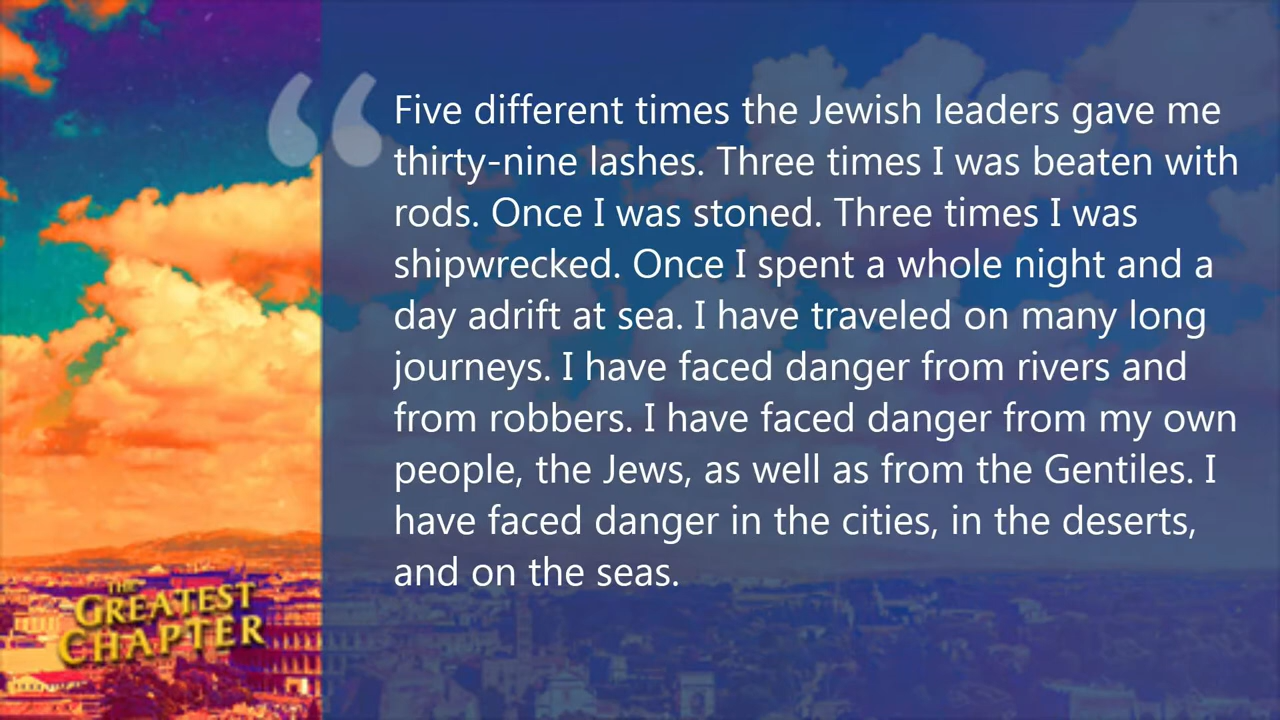 “
Five different times the Jewish leaders gave me
thirty-nine lashes. Three times I was beaten with
rods. Once I was stoned. Three times I was
shipwrecked. Once I spent a whole night and a
day adrift at sea. I have traveled on many long
journeys. I have faced danger from rivers and
from robbers. I have faced danger from my own
people, the Jews, as well as from the Gentiles. I
have faced danger in the cities, in the deserts,
and on the seas.
THE
GREATEST
CHAPTER